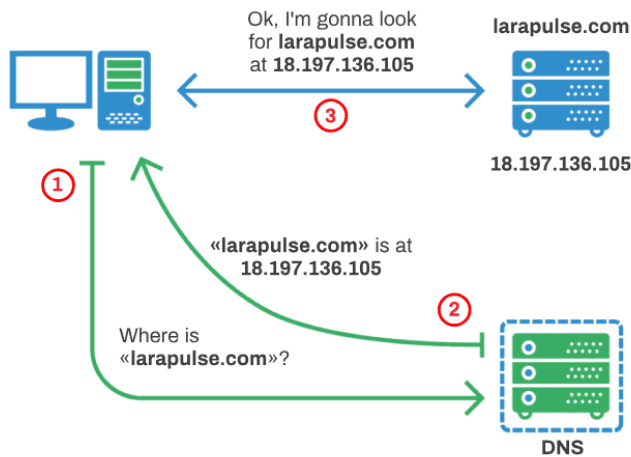 Ok, I'm gonna look
for larapulse.com
at 18.197.136.105
3
larapulse.com
18.197.136.105
1
«larapulse.com» is at
18.197.136.105
2
Where is
«larapulse.com»?
DNS